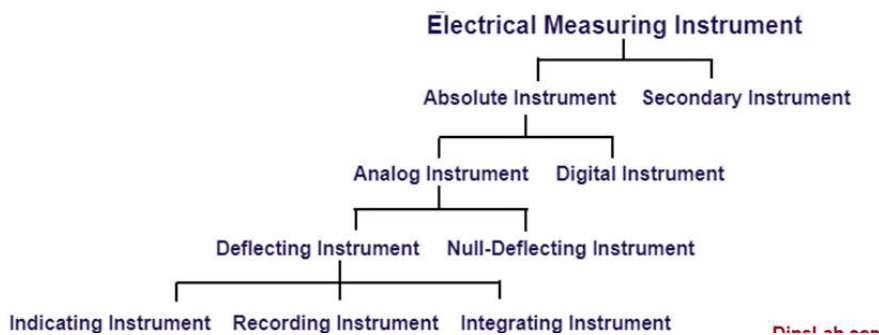 Electrical Measuring Instrument
Absolute Instrument Secondary Instrument
Analog Instrument Digital Instrument
Deflecting Instrument Null-Deflecting Instrument
Indicating Instrument Recording Instrument Integrating Instrument